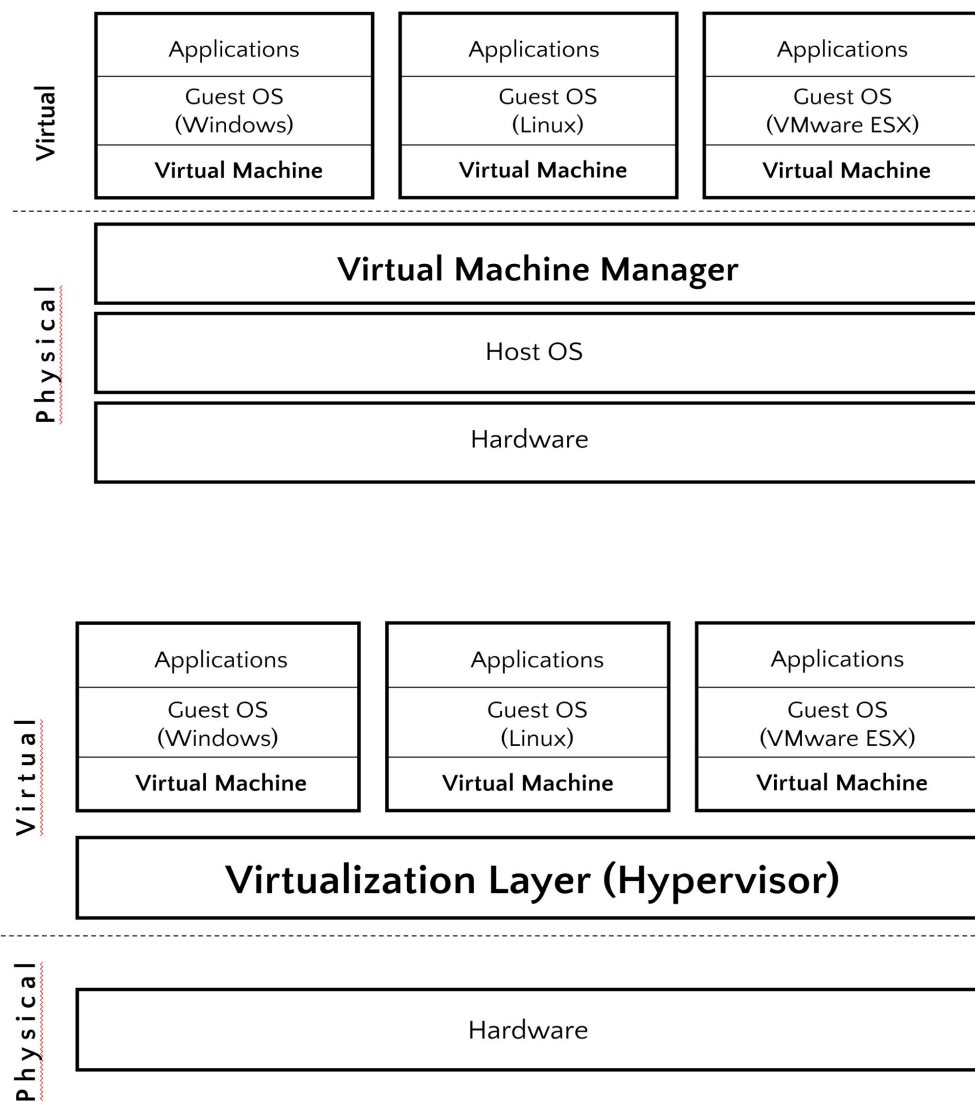 Virtual
Applications
Guest OS
(Windows)
Virtual Machine
Applications
Guest OS
(Linux)
Virtual Machine
Applications
Guest OS
(VMware ESX)
Virtual Machine
Physical
Virtual Machine Manager
Host OS
Hardware
Virtual
Applications
Guest OS
(Windows)
Virtual Machine
Applications
Guest OS
(Linux)
Virtual Machine
Applications
Guest OS
(VMware ESX)
Virtual Machine
Virtualization Layer (Hypervisor)
Physical
Hardware